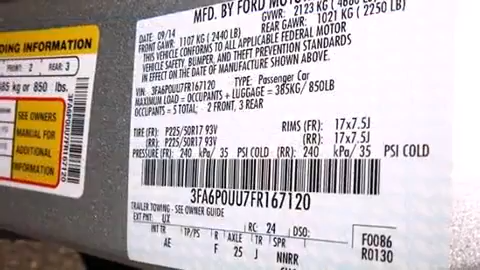 MFD. BY FORD MOTOR
DATE: 09/14 GVWR: 2123 KG (4680 LB)
FRONT GAWR: 1107 KG (2440 LB) REAR GAWR: 1021 KG (2250 LB)
THIS VEHICLE CONFORMS TO ALL APPLICABLE FEDERAL MOTOR
VEHICLE SAFETY, BUMPER, AND THEFT PREVENTION STANDARDS
IN EFFECT ON THE DATE OF MANUFACTURE SHOWN ABOVE.
VIN: 3FA6P0UU7FR167120 TYPE: Passenger Car
MAXIMUM LOAD = OCCUPANTS + LUGGAGE = 385KG/ 850LB
OCCUPANTS = 5 TOTAL: 2 FRONT, 3 REAR
TIRE (FR): P225/50R17 93V RIMS (FR): 17x7.5J
(RR): P225/50R17 93V (RR): 17x7.5J
PRESSURE (FR): 240 kPa/ 35 PSI COLD (RR): 240 kPa/ 35 PSI COLD
3FA6P0UU7FR167120
TRAILER TOWING - SEE OWNER GUIDE
EXT PNT: UX RC: 24 DSO:
INT TR TP/PS R AXLE TR SPR F0086
AE F 25 J NNRR R0130
DING INFORMATION
FRONT: 2 REAR: 3
385 kg or 850 lbs.
SEE OWNERS
MANUAL FOR
ADDITIONAL
INFORMATION
3FA6P0UU7FR167120